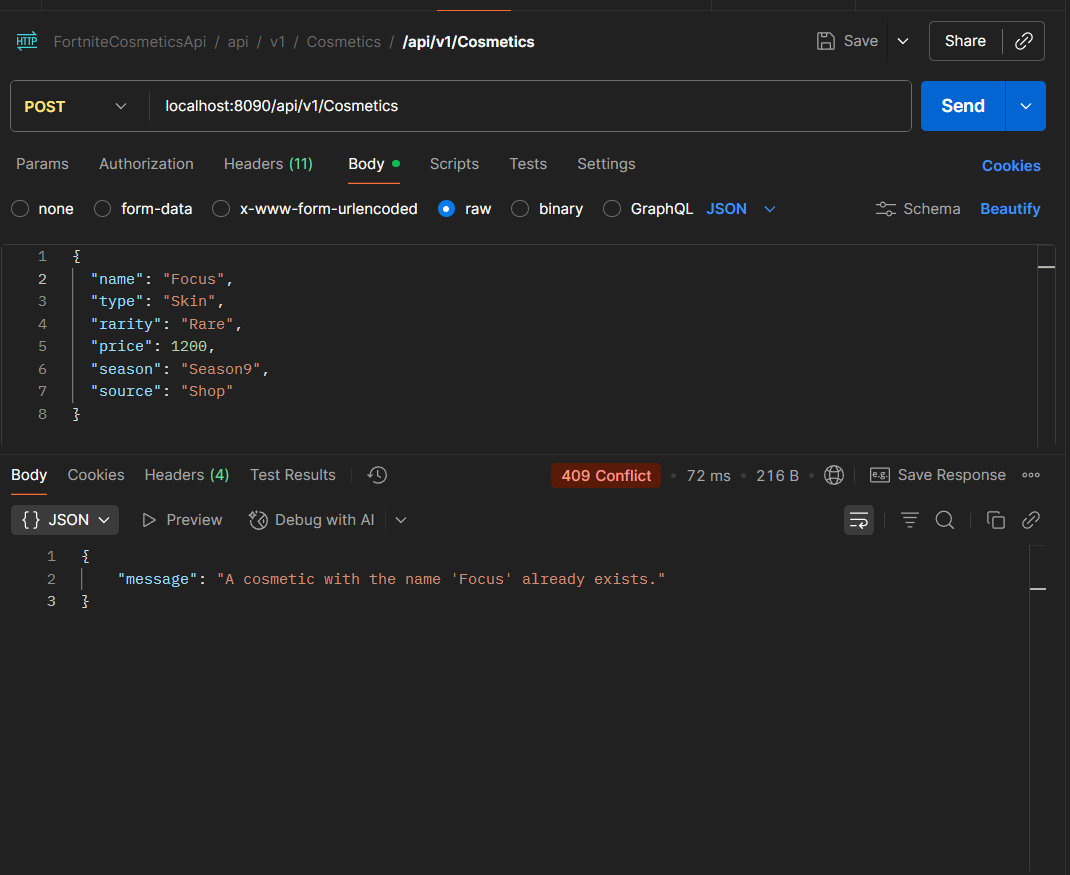 HTTP FortniteCosmeticsApi / api / v1 / Cosmetics / /api/v1/Cosmetics Save Share
POST localhost:8090/api/v1/Cosmetics Send
Params Authorization Headers (11) Body Scripts Tests Settings Cookies
none form-data x-www-form-urlencoded raw binary GraphQL JSON Schema Beautify
1 {
2 "name": "Focus",
3 "type": "Skin",
4 "rarity": "Rare",
5 "price": 1200,
6 "season": "Season9",
7 "source": "Shop"
8 }
Body Cookies Headers (4) Test Results 409 Conflict • 72 ms • 216 B e.g. Save Response
{} JSON Preview Debug with AI
1 {
2 "message": "A cosmetic with the name 'Focus' already exists."
3 }